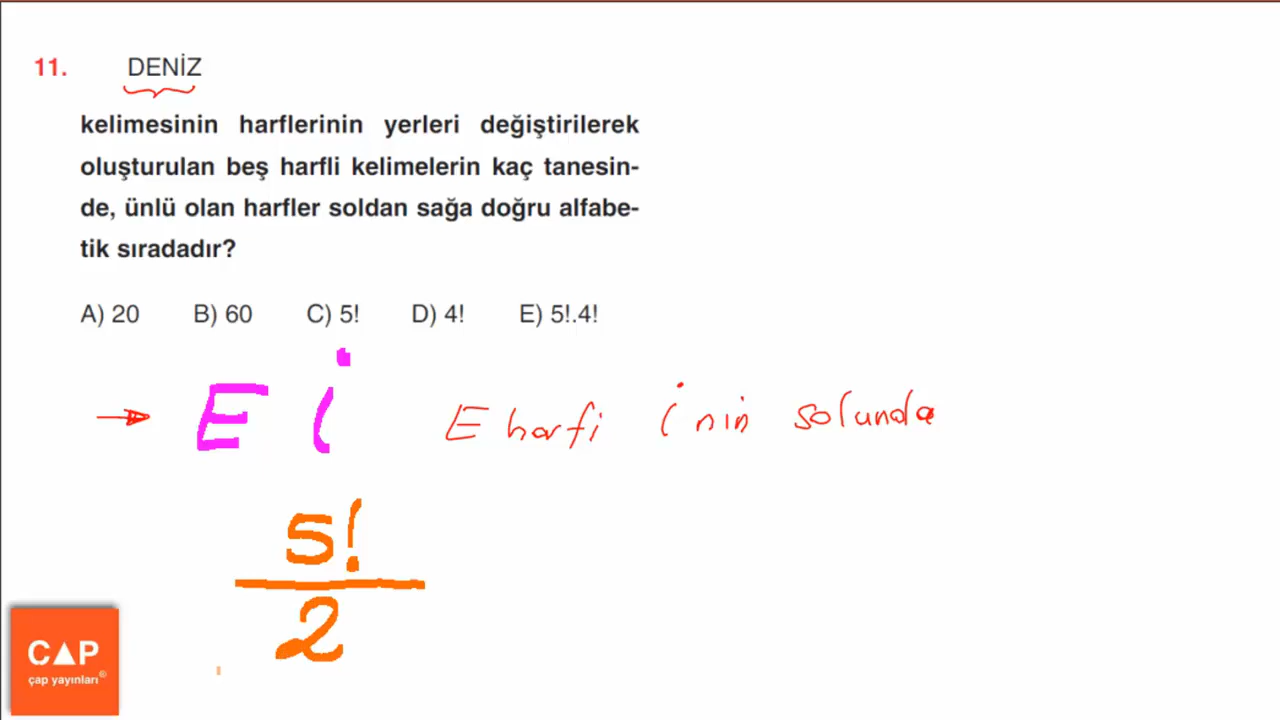 11. DENİZ
kelimesinin harflerinin yerleri değiştirilerek
oluşturulan beş harfli kelimelerin kaç tanesin-
de, ünlü olan harfler soldan sağa doğru alfabe-
tik sıradadır?
A) 20 B) 60 C) 5! D) 4! E) 5!.4!
E İ E harfi İ nin solunda
5!
2
CAP
çap yayınları®